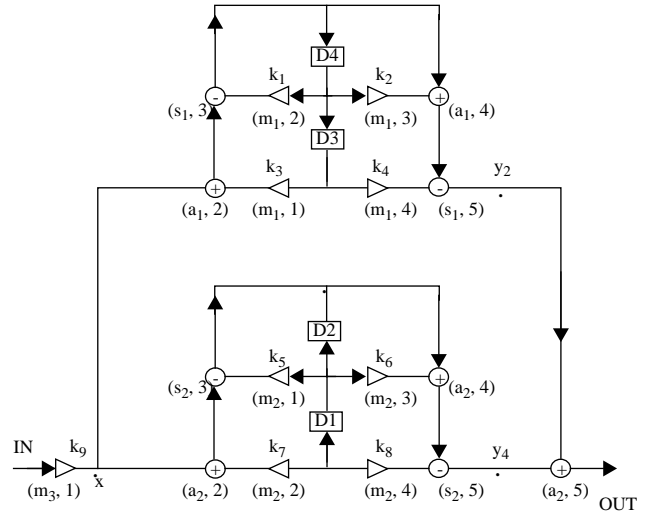 D4
k1 k2
- +
(s1, 3) (m1, 2) (m1, 3) (a1, 4)
D3
k3 k4 y2
+ -
(a1, 2) (m1, 1) (m1, 4) (s1, 5)
D2
k5 k6
- +
(s2, 3) (m2, 1) (m2, 3) (a2, 4)
D1
IN k9 k7 k8 y4
+ - +
(m3, 1) x (a2, 2) (m2, 2) (m2, 4) (s2, 5) (a2, 5)
OUT